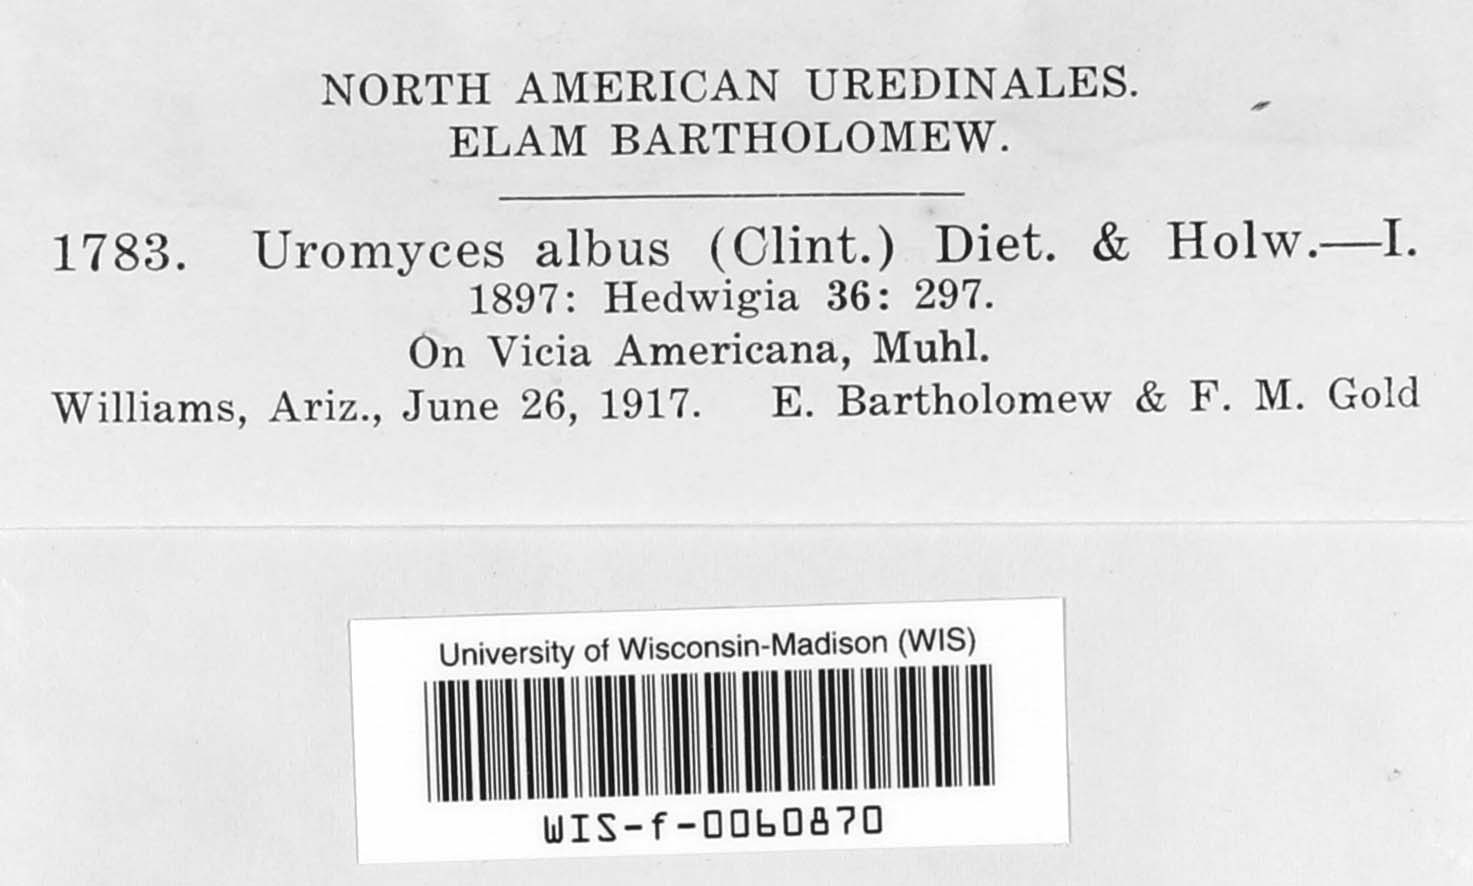 NORTH AMERICAN UREDINALES.
ELAM BARTHOLOMEW.
1783. Uromyces albus (Clint.) Diet. & Holw.—I.
1897: Hedwigia 36: 297.
On Vicia Americana, Muhl.
Williams, Ariz., June 26, 1917. E. Bartholomew & F. M. Gold
University of Wisconsin-Madison (WIS)
WIS-f-0060870